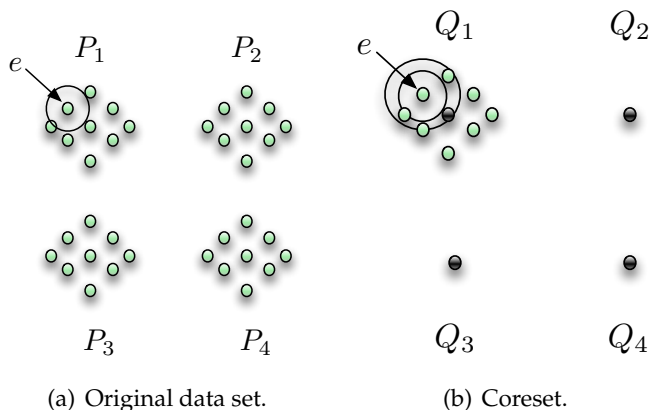 P₁ P₂
e
P₃ P₄
(a) Original data set.
Q₁ Q₂
e
Q₃ Q₄
(b) Coreset.